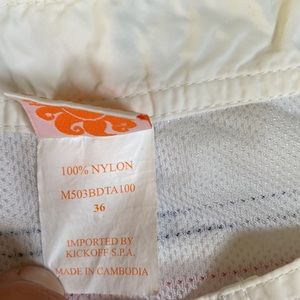 100% NYLON
M503BDTA100
36
IMPORTED BY
KICKOFF S.P.A.
MADE IN CAMBODIA